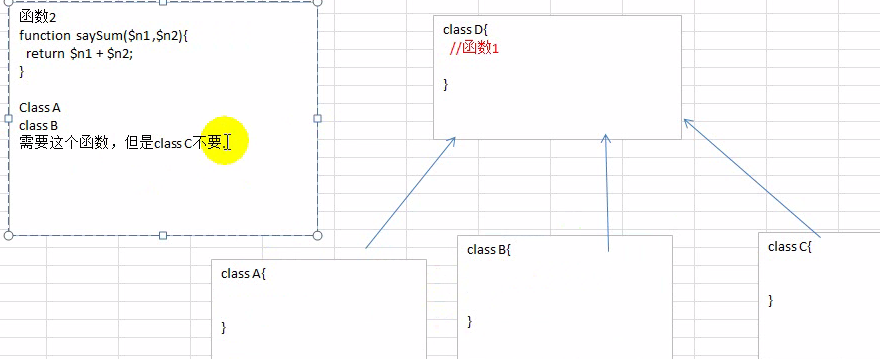 函数2
function saySum($n1,$n2){
return $n1 + $n2;
}
Class A
class B
需要这个函数，但是class C不要.
class D{
//函数1
}
class A{
}
class B{
}
class C{
}